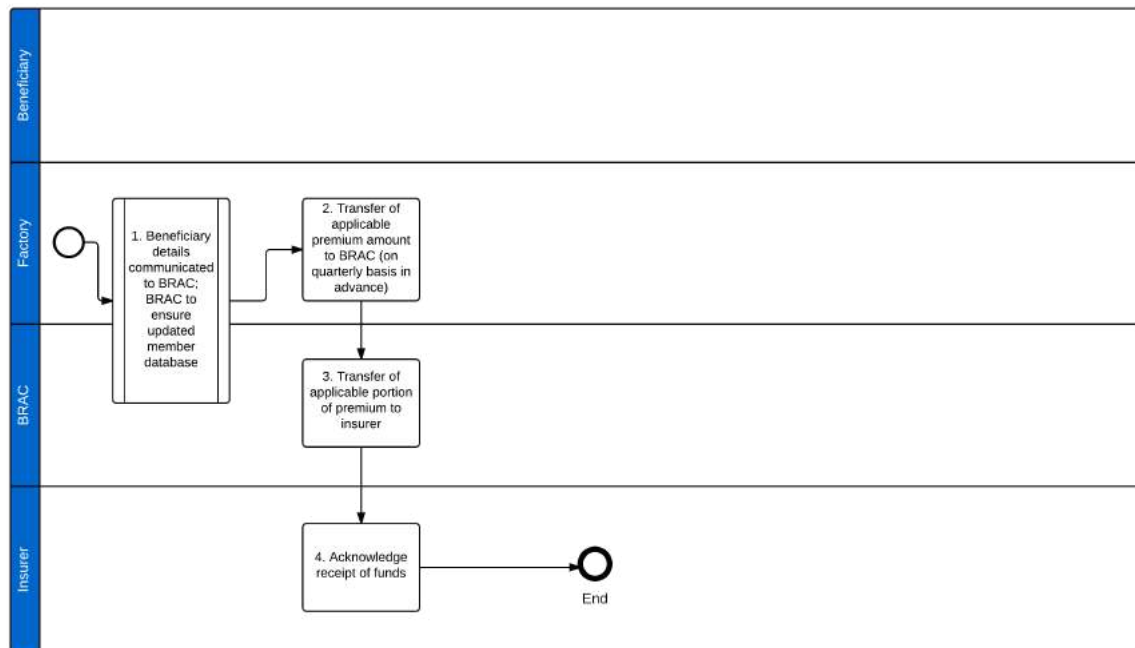 Beneficiary
Factory
1. Beneficiary
details
communicated
to BRAC;
BRAC to
ensure
updated
member
database
2. Transfer of
applicable
premium amount
to BRAC (on
quarterly basis in
advance)
BRAC
3. Transfer of
applicable portion
of premium to
insurer
Insurer
4. Acknowledge
receipt of funds
End